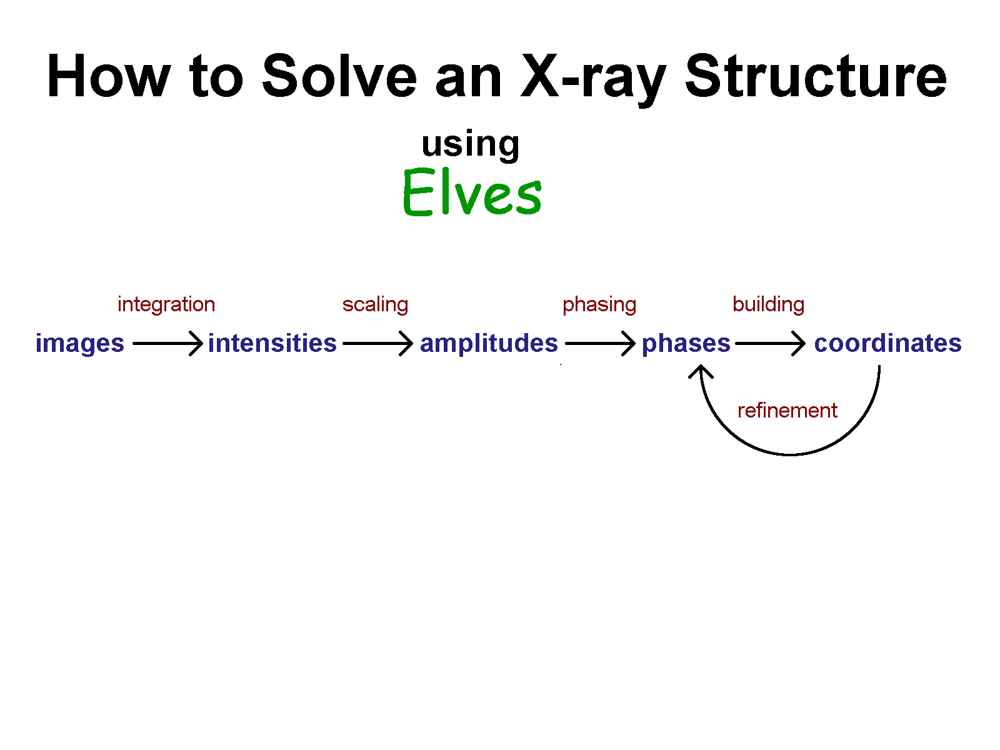 How to Solve an X-ray Structure
using
Elves
integration scaling phasing building
images intensities amplitudes phases coordinates
refinement